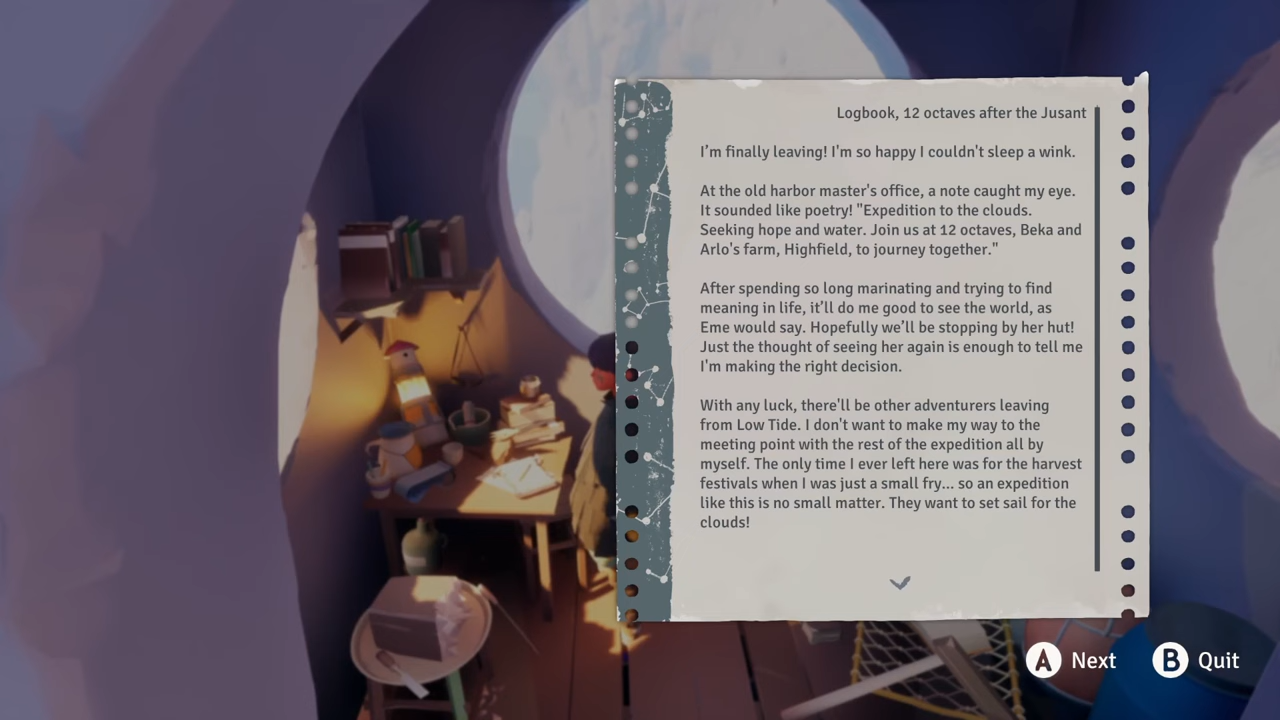 Logbook, 12 octaves after the Jusant
I’m finally leaving! I'm so happy I couldn't sleep a wink.
At the old harbor master's office, a note caught my eye.
It sounded like poetry! "Expedition to the clouds.
Seeking hope and water. Join us at 12 octaves, Beka and
Arlo's farm, Highfield, to journey together."
After spending so long marinating and trying to find
meaning in life, it’ll do me good to see the world, as
Eme would say. Hopefully we’ll be stopping by her hut!
Just the thought of seeing her again is enough to tell me
I'm making the right decision.
With any luck, there'll be other adventurers leaving
from Low Tide. I don't want to make my way to the
meeting point with the rest of the expedition all by
myself. The only time I ever left here was for the harvest
festivals when I was just a small fry... so an expedition
like this is no small matter. They want to set sail for the
clouds!
A Next B Quit